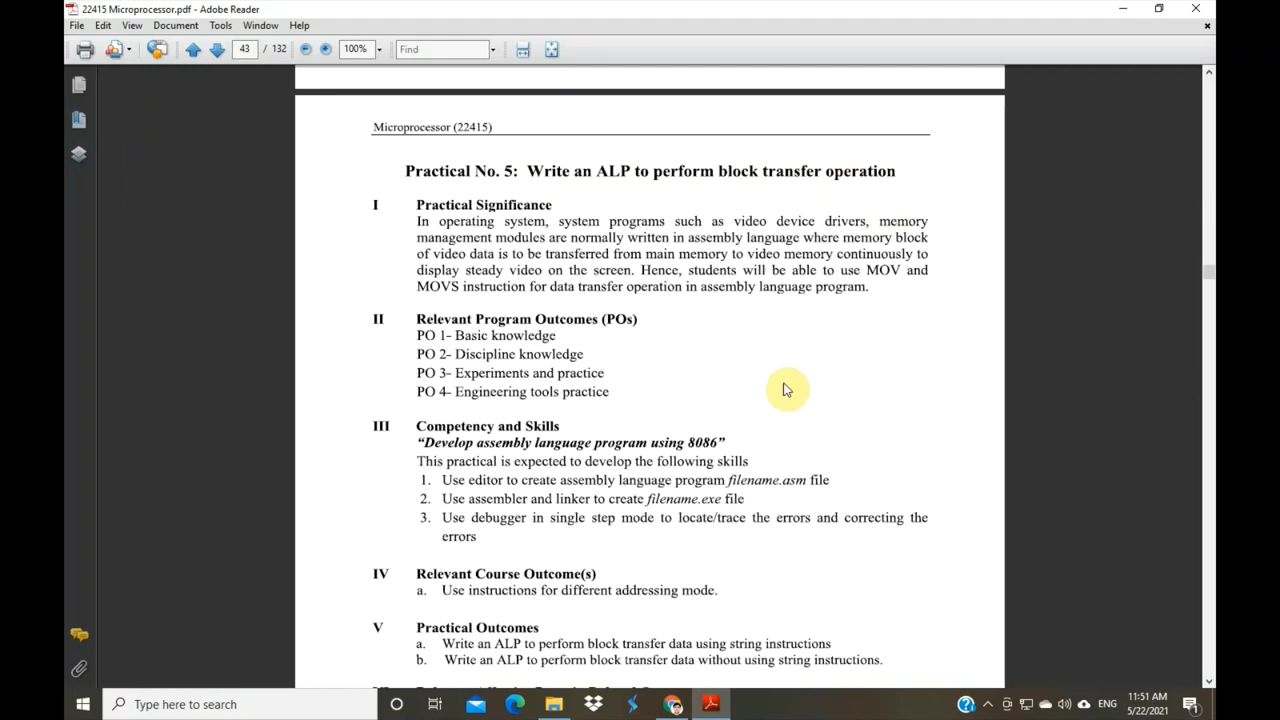 22415 Microprocessor.pdf - Adobe Reader
File Edit View Document Tools Window Help
43 / 132 100% Find
Microprocessor (22415)
Practical No. 5: Write an ALP to perform block transfer operation
I Practical Significance
In operating system, system programs such as video device drivers, memory
management modules are normally written in assembly language where memory block
of video data is to be transferred from main memory to video memory continuously to
display steady video on the screen. Hence, students will be able to use MOV and
MOVS instruction for data transfer operation in assembly language program.
II Relevant Program Outcomes (POs)
PO 1- Basic knowledge
PO 2- Discipline knowledge
PO 3- Experiments and practice
PO 4- Engineering tools practice
III Competency and Skills
“Develop assembly language program using 8086”
This practical is expected to develop the following skills
1. Use editor to create assembly language program filename.asm file
2. Use assembler and linker to create filename.exe file
3. Use debugger in single step mode to locate/trace the errors and correcting the
errors
IV Relevant Course Outcome(s)
a. Use instructions for different addressing mode.
V Practical Outcomes
a. Write an ALP to perform block transfer data using string instructions
b. Write an ALP to perform block transfer data without using string instructions.
Type here to search
ENG
11:51 AM
5/22/2021